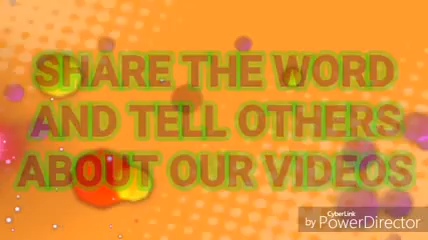 SHARE THE WORD
AND TELL OTHERS
ABOUT OUR VIDEOS
CyberLink
by PowerDirector